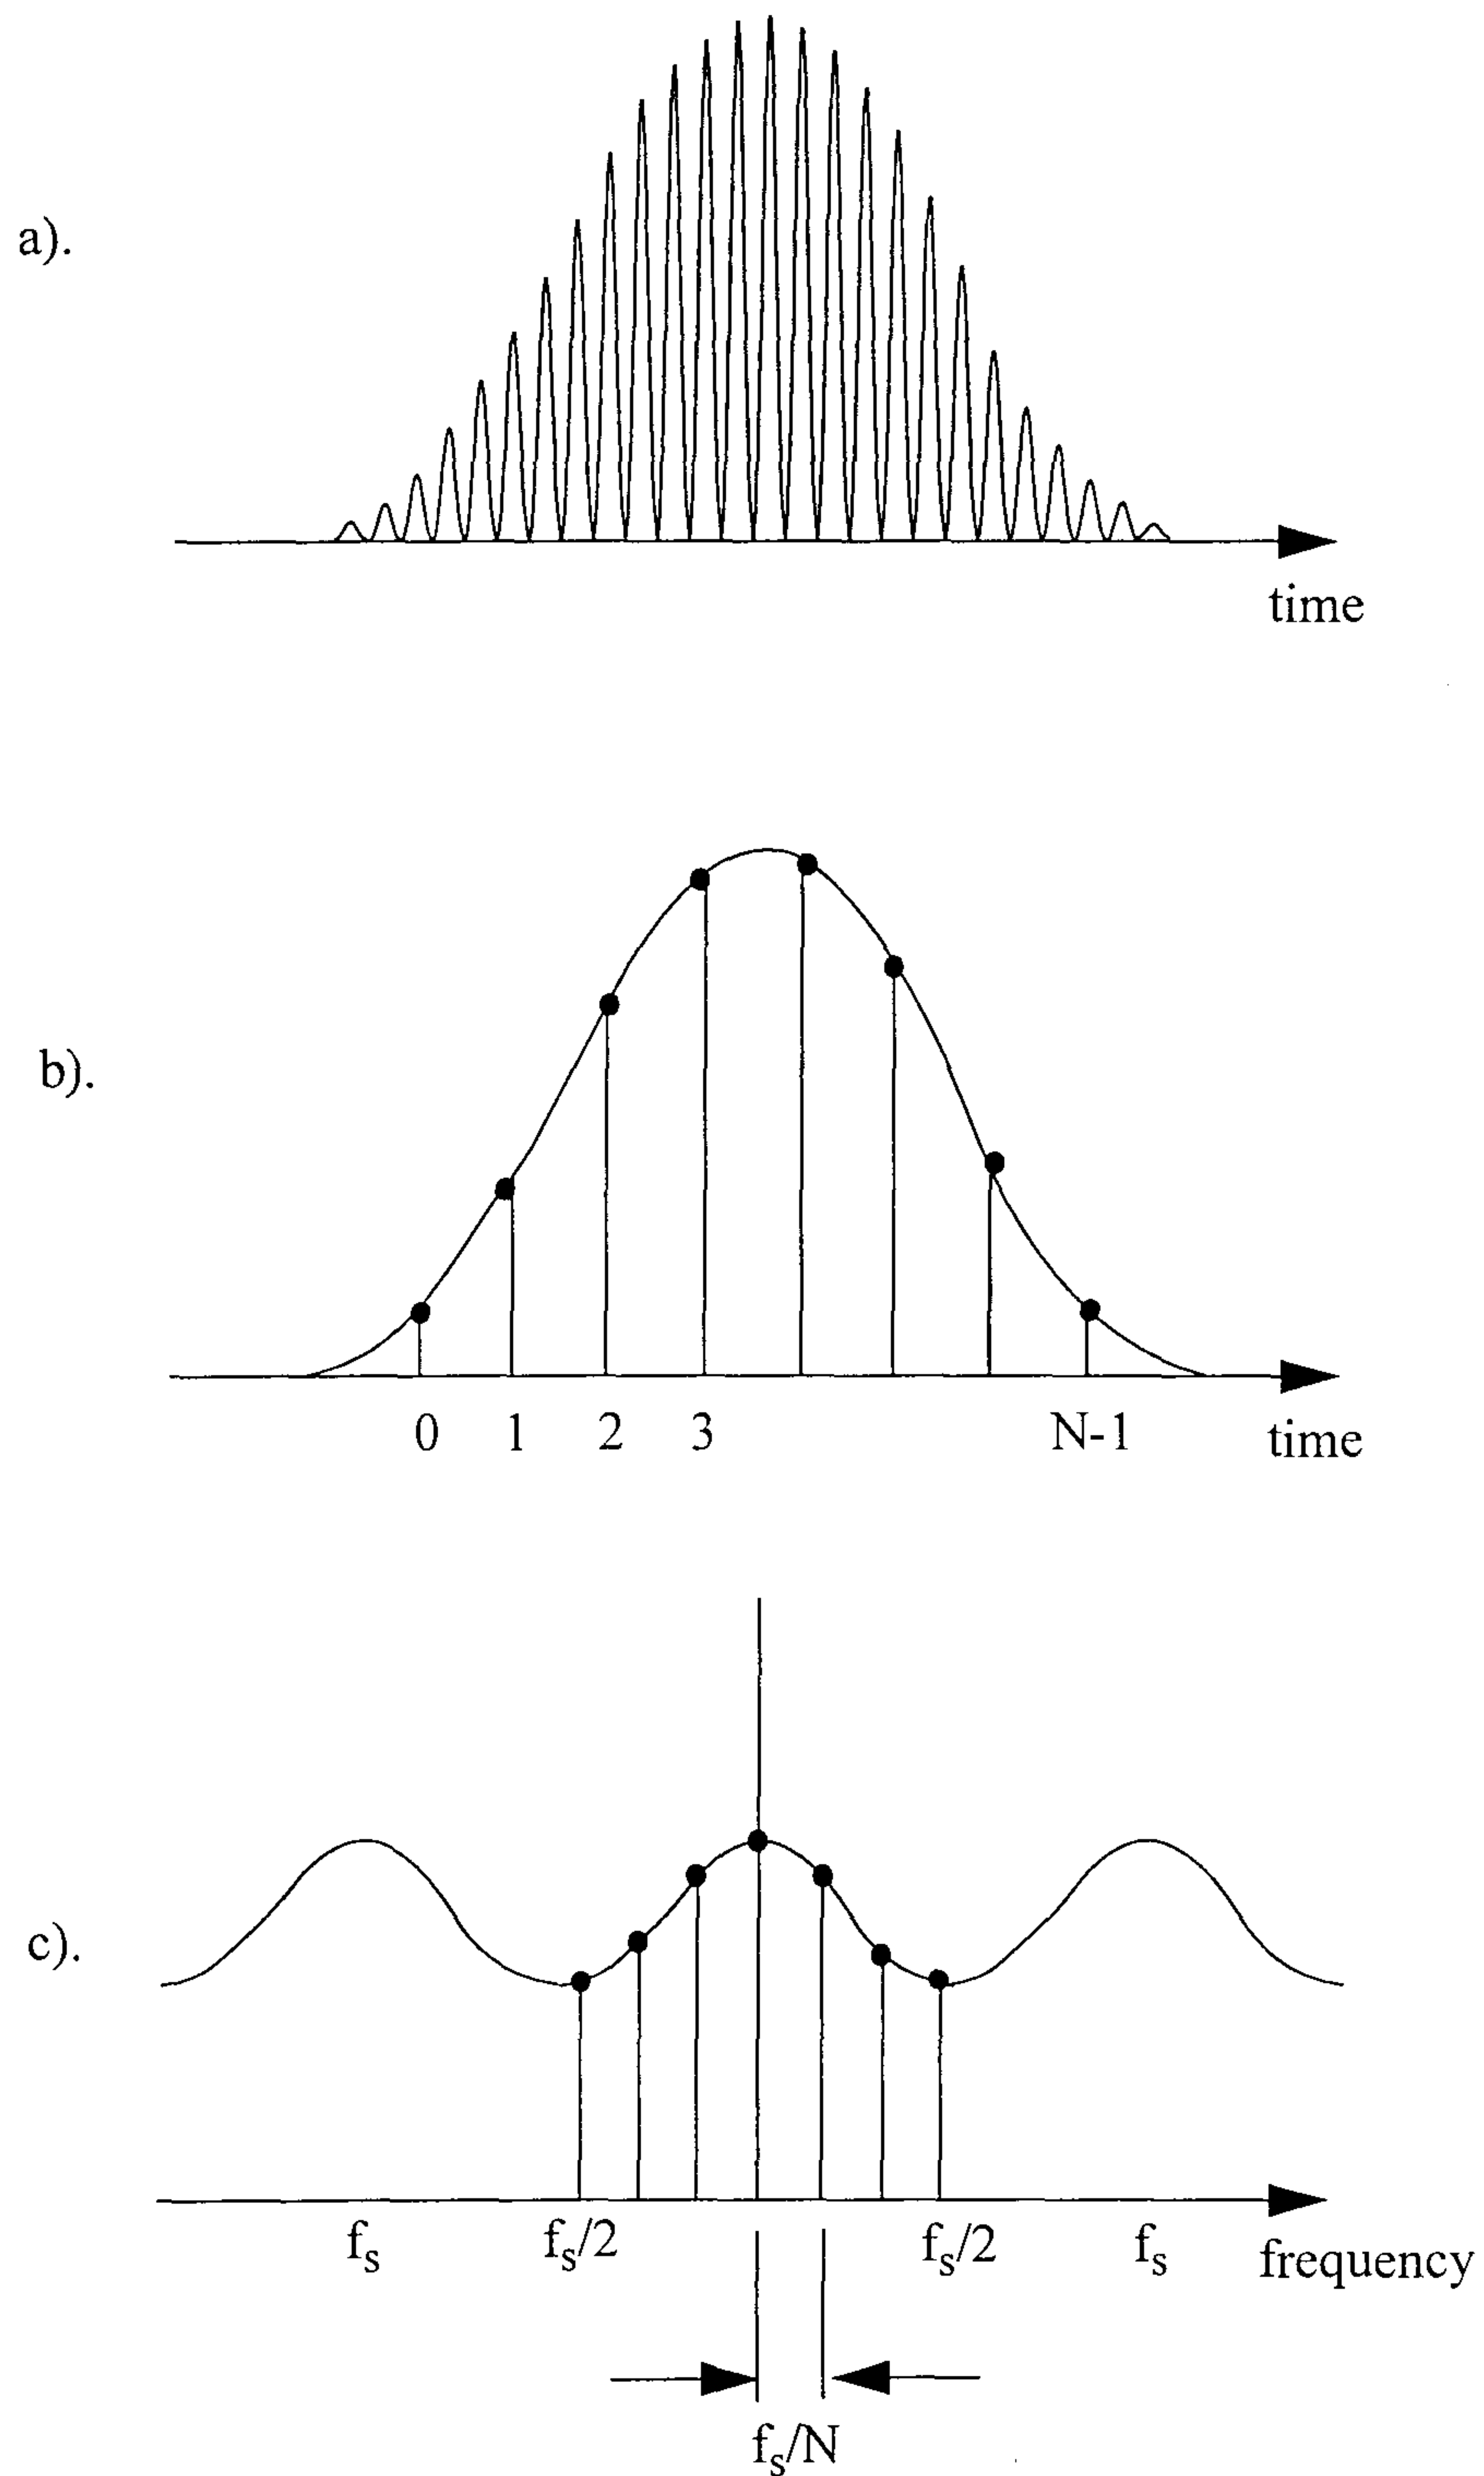 a).
time
b).
0 1 2 3 N-1 time
c).
fs fs/2 fs/2 fs frequency
fs/N